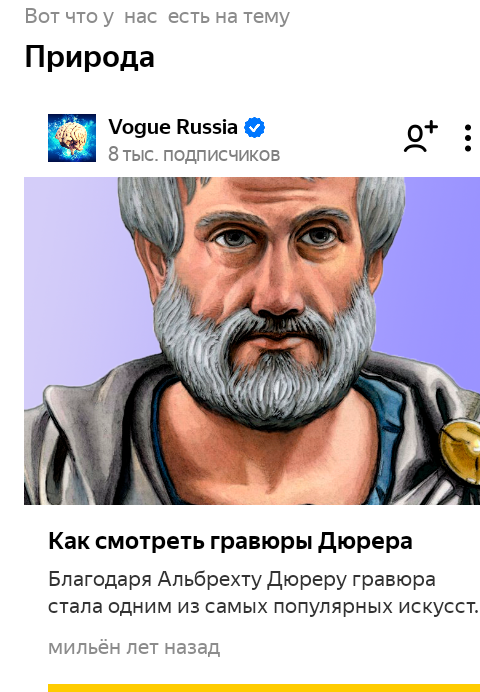 Вот что у нас есть на тему
Природа
Vogue Russia
8 тыс. подписчиков
Как смотреть гравюры Дюрера
Благодаря Альбрехту Дюреру гравюра
стала одним из самых популярных искусст.
мильён лет назад